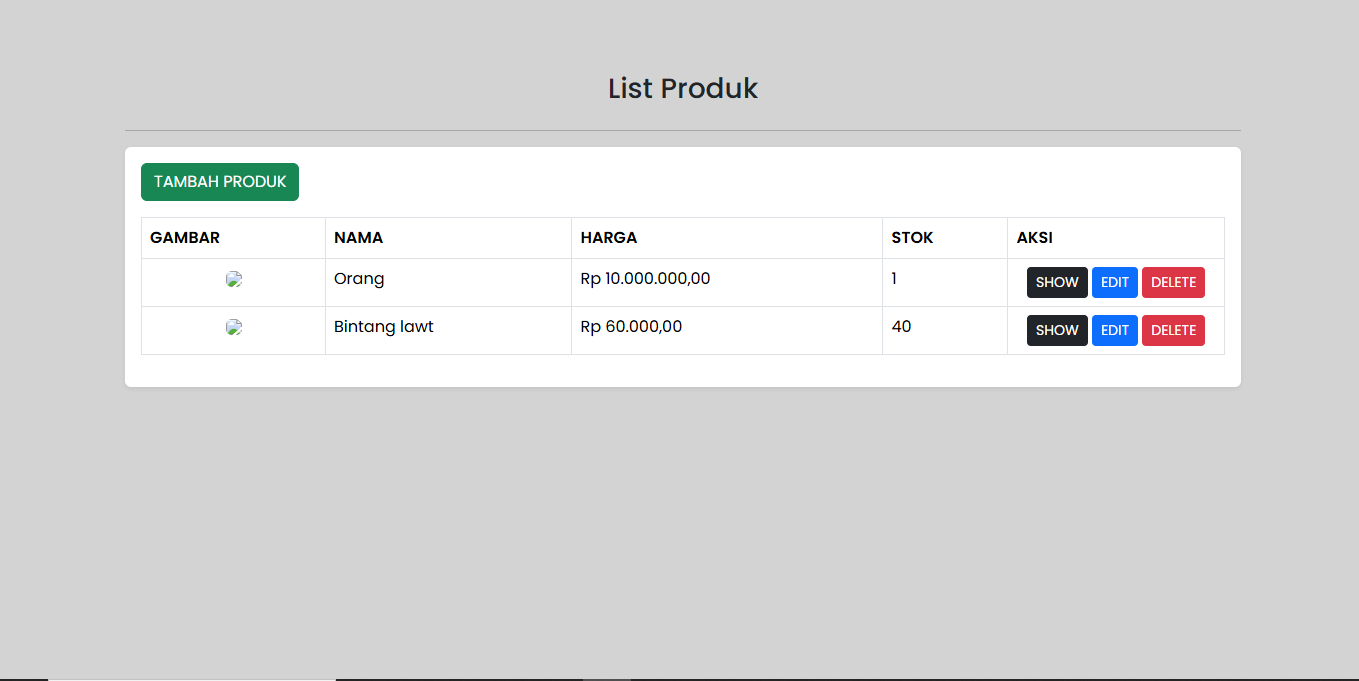 List Produk
TAMBAH PRODUK
GAMBAR NAMA HARGA STOK AKSI
Orang Rp 10.000.000,00 1 SHOW EDIT DELETE
Bintang lawt Rp 60.000,00 40 SHOW EDIT DELETE